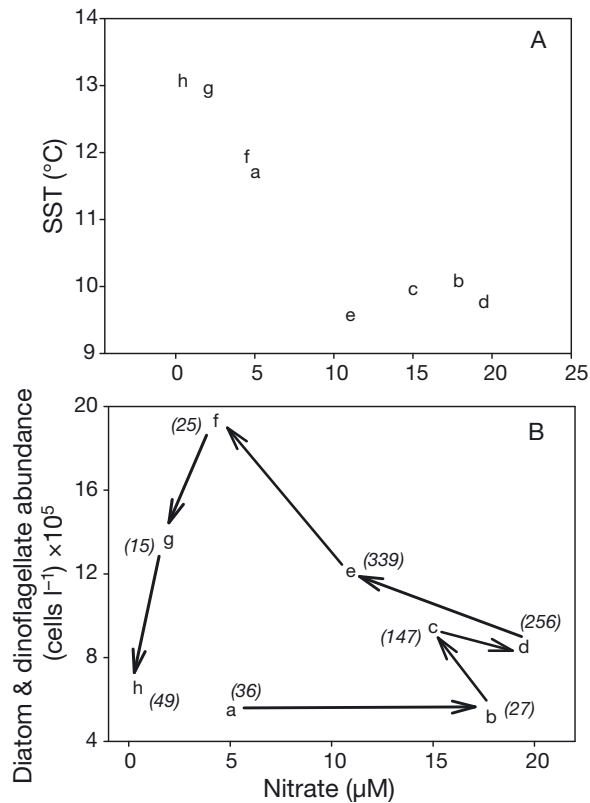 A
SST (°C)
14
13
12
11
10
9
h
g
f
a
b
c
d
e
0 5 10 15 20 25
B
Diatom & dinoflagellate abundance
(cells l⁻¹) ×10⁵
20
16
12
8
4
(25) f
(15) g
e (339)
(256)
(147) c d
h (49)
a (36)
b (27)
0 5 10 15 20
Nitrate (µM)